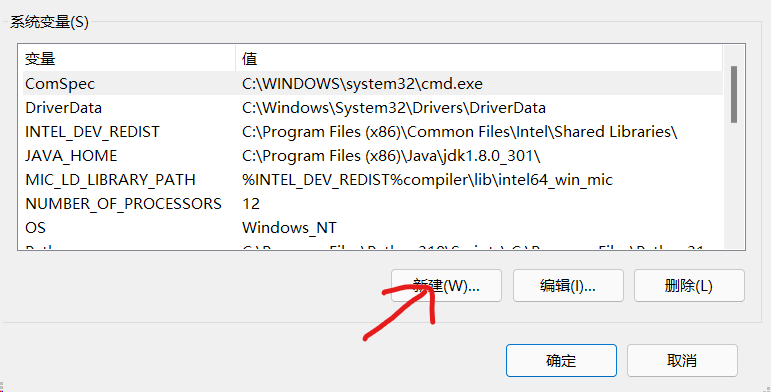 系统变量(S)
变量 值
ComSpec C:\WINDOWS\system32\cmd.exe
DriverData C:\Windows\System32\Drivers\DriverData
INTEL_DEV_REDIST C:\Program Files (x86)\Common Files\Intel\Shared Libraries\
JAVA_HOME C:\Program Files (x86)\Java\jdk1.8.0_301\
MIC_LD_LIBRARY_PATH %INTEL_DEV_REDIST%compiler\lib\intel64_win_mic
NUMBER_OF_PROCESSORS 12
OS Windows_NT
新建(W)... 编辑(I)... 删除(L)
确定 取消